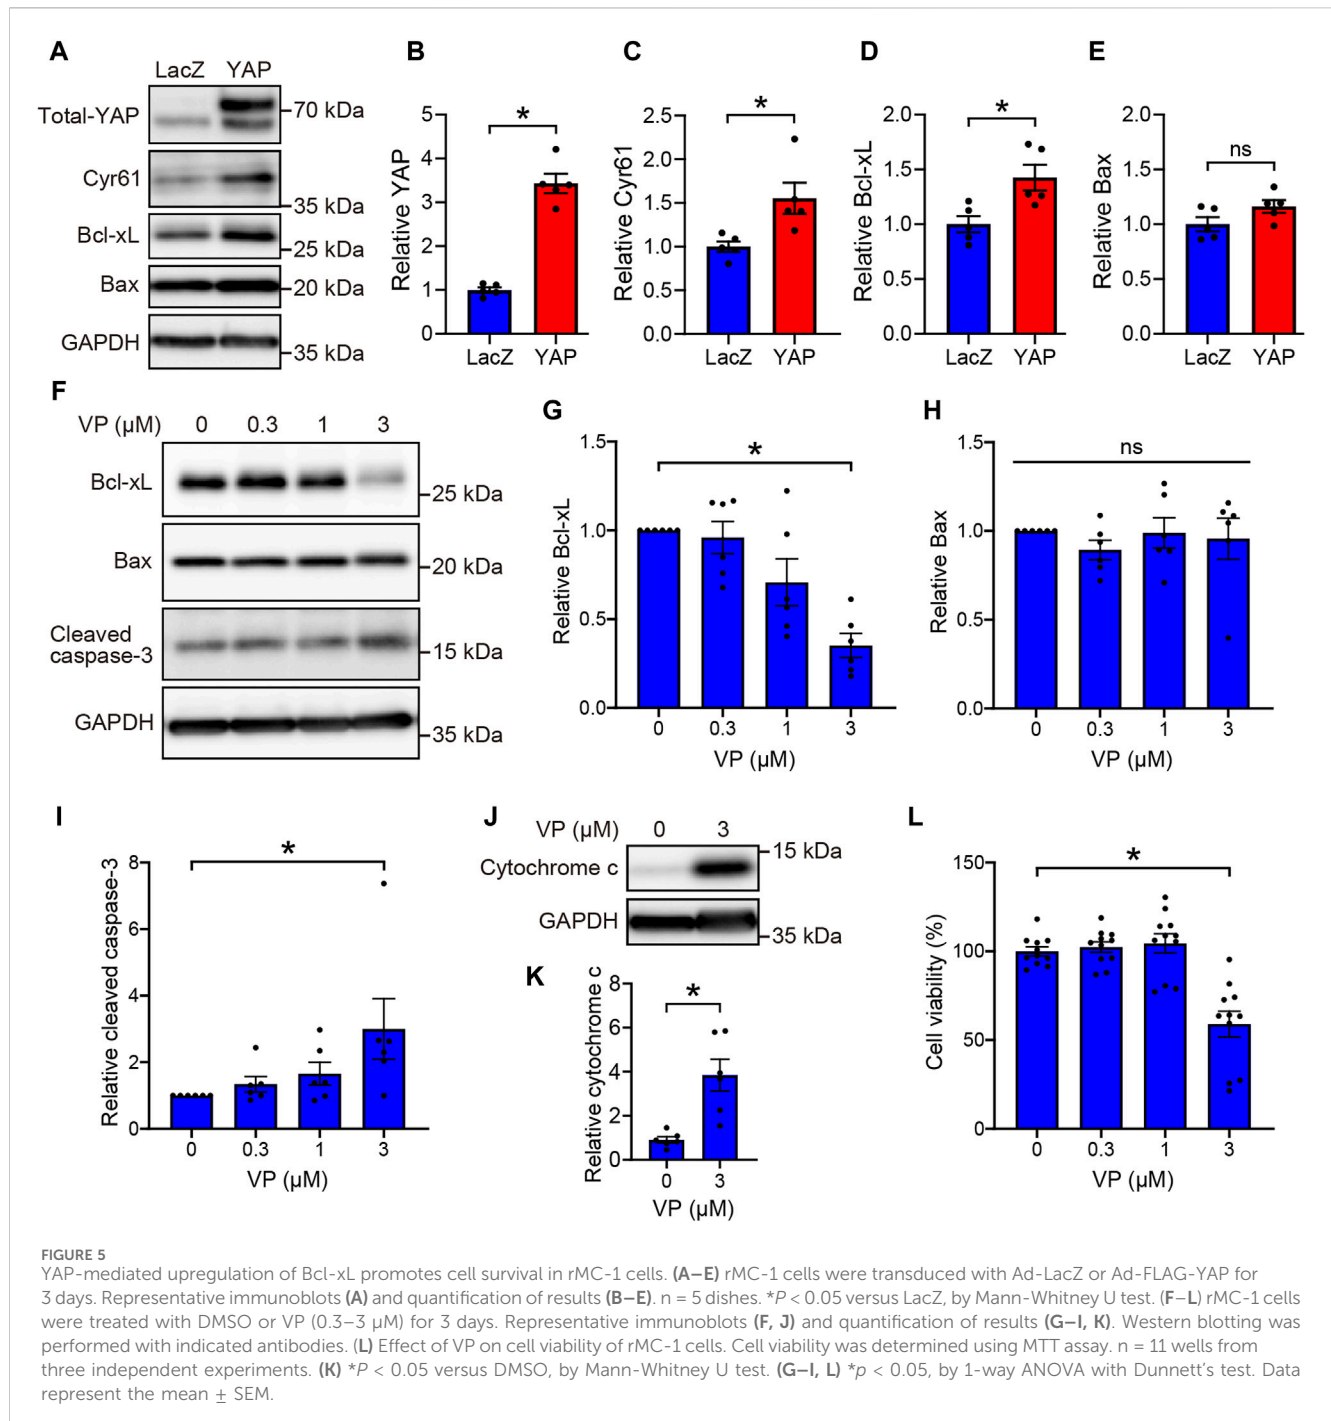 A
LacZ YAP
Total-YAP
70 kDa
Cyr61
35 kDa
Bcl-xL
25 kDa
Bax
20 kDa
GAPDH
35 kDa
B
Relative YAP
5
4
3
2
1
0
*
LacZ YAP
C
Relative Cyr61
2.5
2.0
1.5
1.0
0.5
0.0
*
LacZ YAP
D
Relative Bcl-xL
2.0
1.5
1.0
0.5
0.0
*
LacZ YAP
E
Relative Bax
2.0
1.5
1.0
0.5
0.0
ns
LacZ YAP
F
VP (µM) 0 0.3 1 3
Bcl-xL
25 kDa
Bax
20 kDa
Cleaved
caspase-3
15 kDa
GAPDH
35 kDa
G
Relative Bcl-xL
1.5
1.0
0.5
0.0
*
0 0.3 1 3
VP (µM)
H
Relative Bax
1.5
1.0
0.5
0.0
ns
0 0.3 1 3
VP (µM)
I
Relative cleaved caspase-3
8
6
4
2
0
*
0 0.3 1 3
VP (µM)
J
VP (µM) 0 3
15 kDa
Cytochrome c
GAPDH
35 kDa
K
Relative cytochrome c
8
6
4
2
0
*
0 3
VP (µM)
L
Cell viability (%)
150
100
50
0
*
0 0.3 1 3
VP (µM)
FIGURE 5
YAP-mediated upregulation of Bcl-xL promotes cell survival in rMC-1 cells. (A–E) rMC-1 cells were transduced with Ad-LacZ or Ad-FLAG-YAP for
3 days. Representative immunoblots (A) and quantification of results (B–E). n = 5 dishes. *P < 0.05 versus LacZ, by Mann-Whitney U test. (F–L) rMC-1 cells
were treated with DMSO or VP (0.3–3 µM) for 3 days. Representative immunoblots (F, J) and quantification of results (G–I, K). Western blotting was
performed with indicated antibodies. (L) Effect of VP on cell viability of rMC-1 cells. Cell viability was determined using MTT assay. n = 11 wells from
three independent experiments. (K) *P < 0.05 versus DMSO, by Mann-Whitney U test. (G–I, L) *p < 0.05, by 1-way ANOVA with Dunnett's test. Data
represent the mean ± SEM.